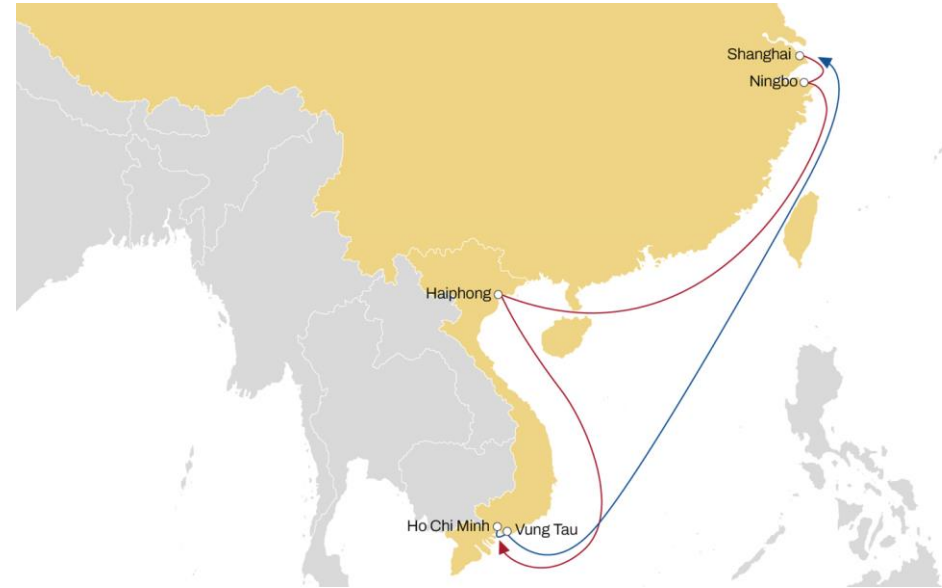 Shanghai
Ningbo
Haiphong
Ho Chi Minh
Vung Tau